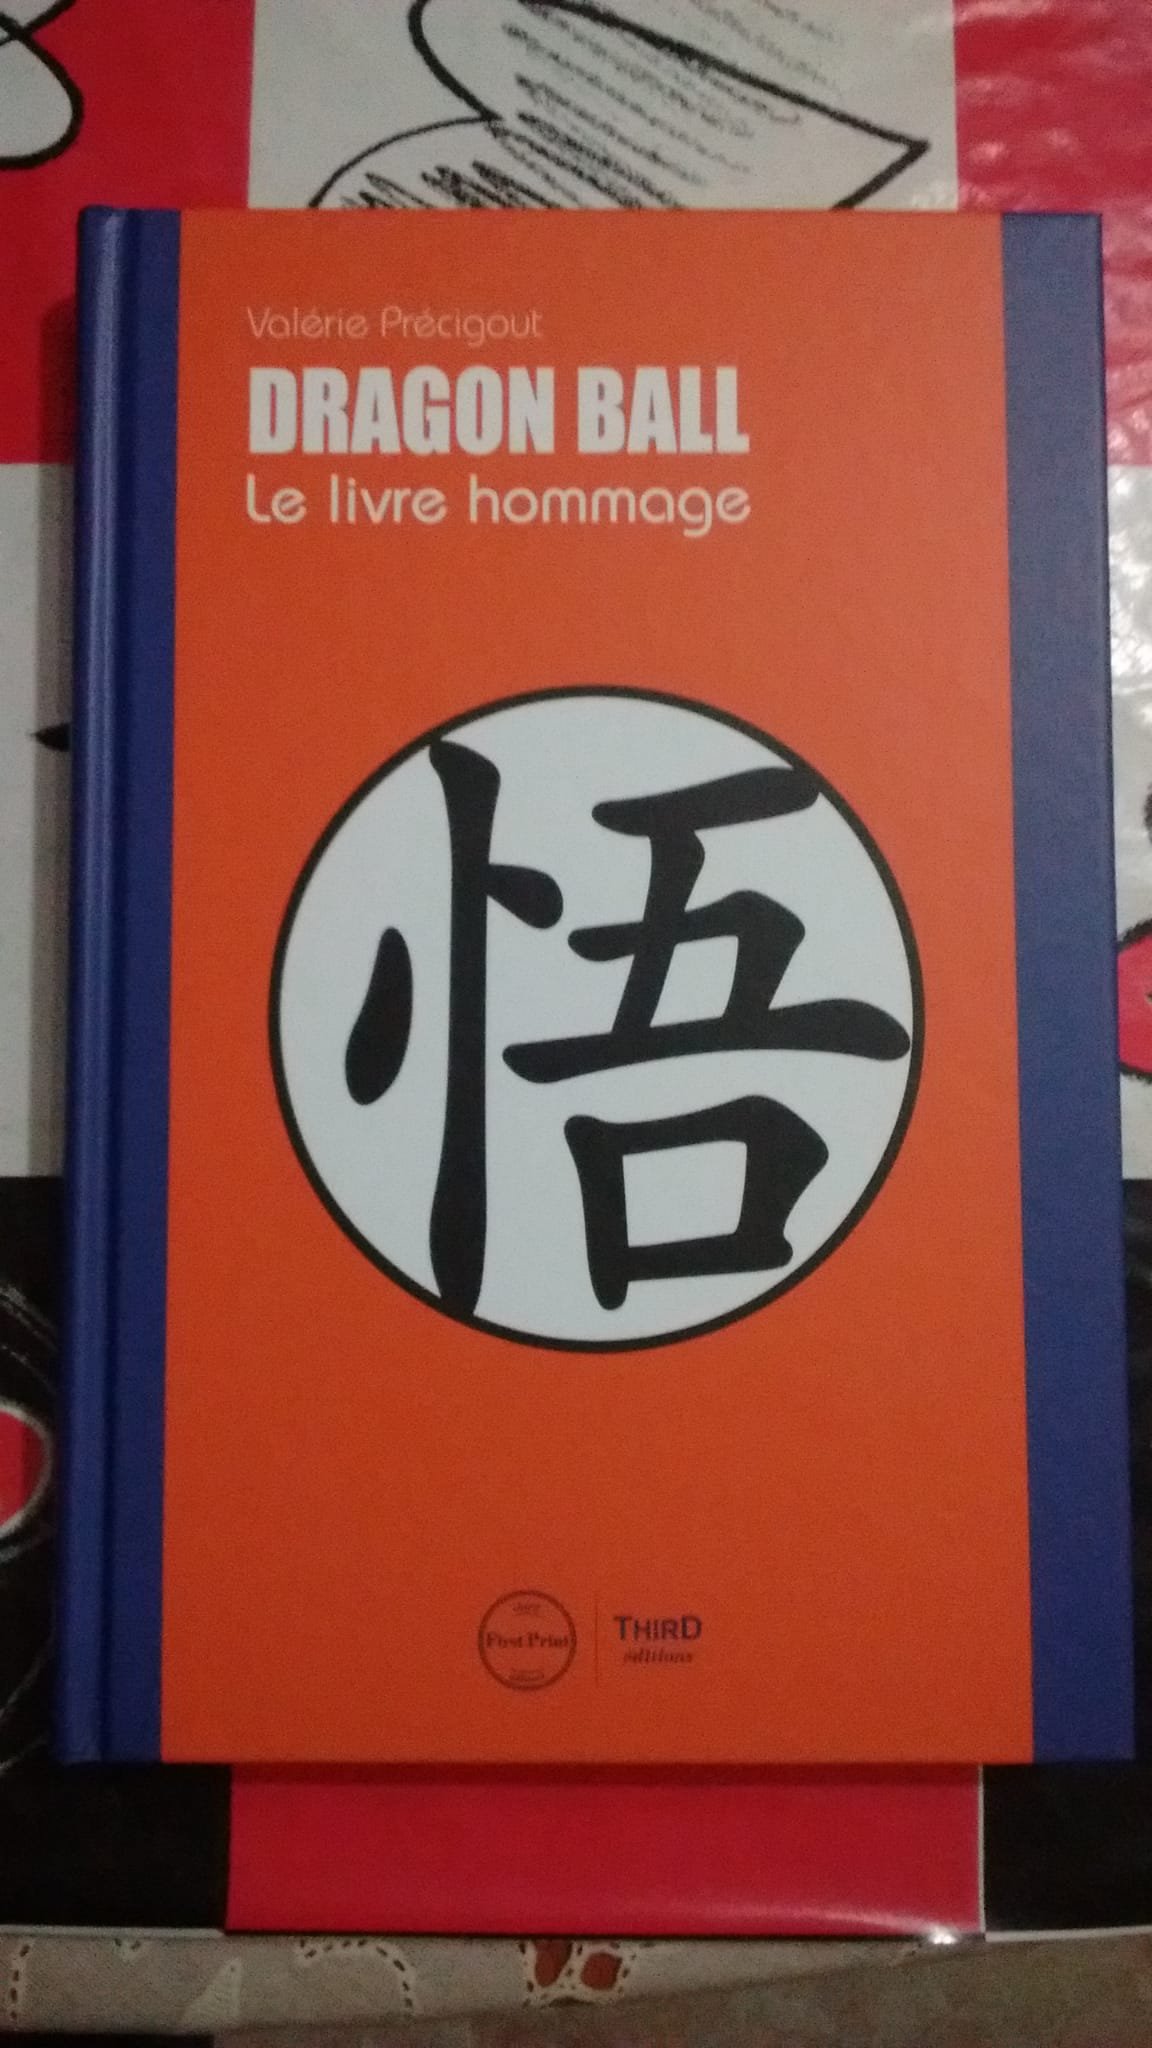 Valérie Précigout
DRAGON BALL
Le livre hommage
悟
First Print
THIRD
éditions